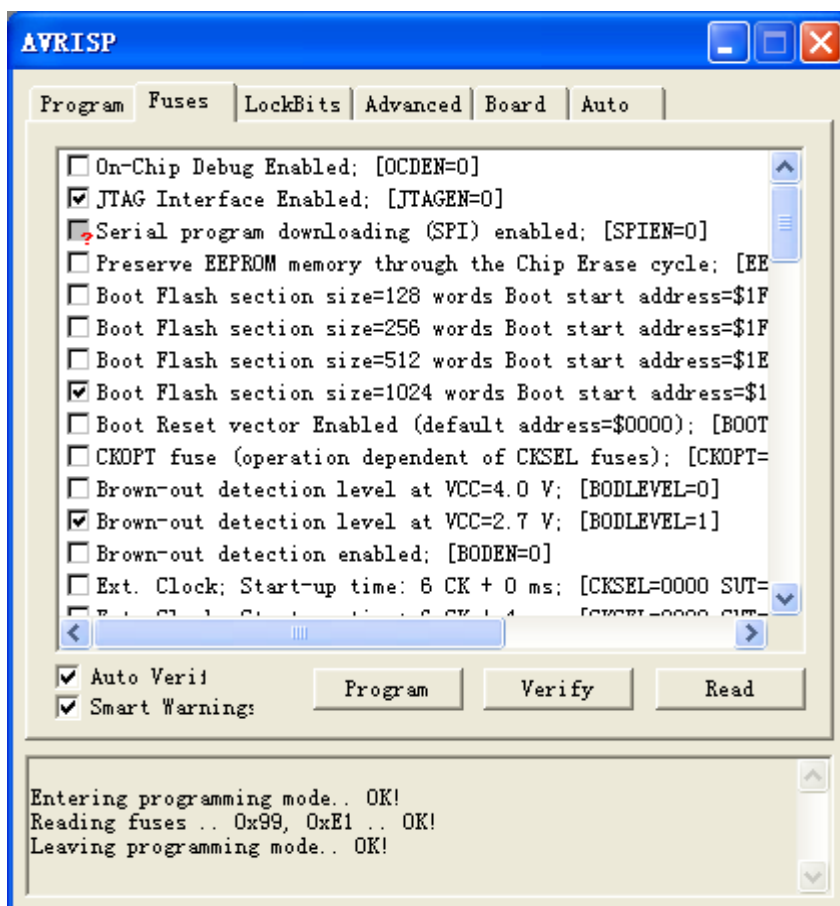 AVRISP
Program Fuses LockBits Advanced Board Auto
On-Chip Debug Enabled; [OCDEN=0]
JTAG Interface Enabled; [JTAGEN=0]
Serial program downloading (SPI) enabled; [SPIEN=0]
Preserve EEPROM memory through the Chip Erase cycle; [EE
Boot Flash section size=128 words Boot start address=$1F
Boot Flash section size=256 words Boot start address=$1F
Boot Flash section size=512 words Boot start address=$1E
Boot Flash section size=1024 words Boot start address=$1
Boot Reset vector Enabled (default address=$0000); [BOOT
CKOPT fuse (operation dependent of CKSEL fuses); [CKOPT=
Brown-out detection level at VCC=4.0 V; [BODLEVEL=0]
Brown-out detection level at VCC=2.7 V; [BODLEVEL=1]
Brown-out detection enabled; [BODEN=0]
Ext. Clock; Start-up time: 6 CK + 0 ms; [CKSEL=0000 SUT=
Auto Verif
Smart Warnings
Program Verify Read
Entering programming mode.. OK!
Reading fuses .. 0x99, 0xE1 .. OK!
Leaving programming mode.. OK!